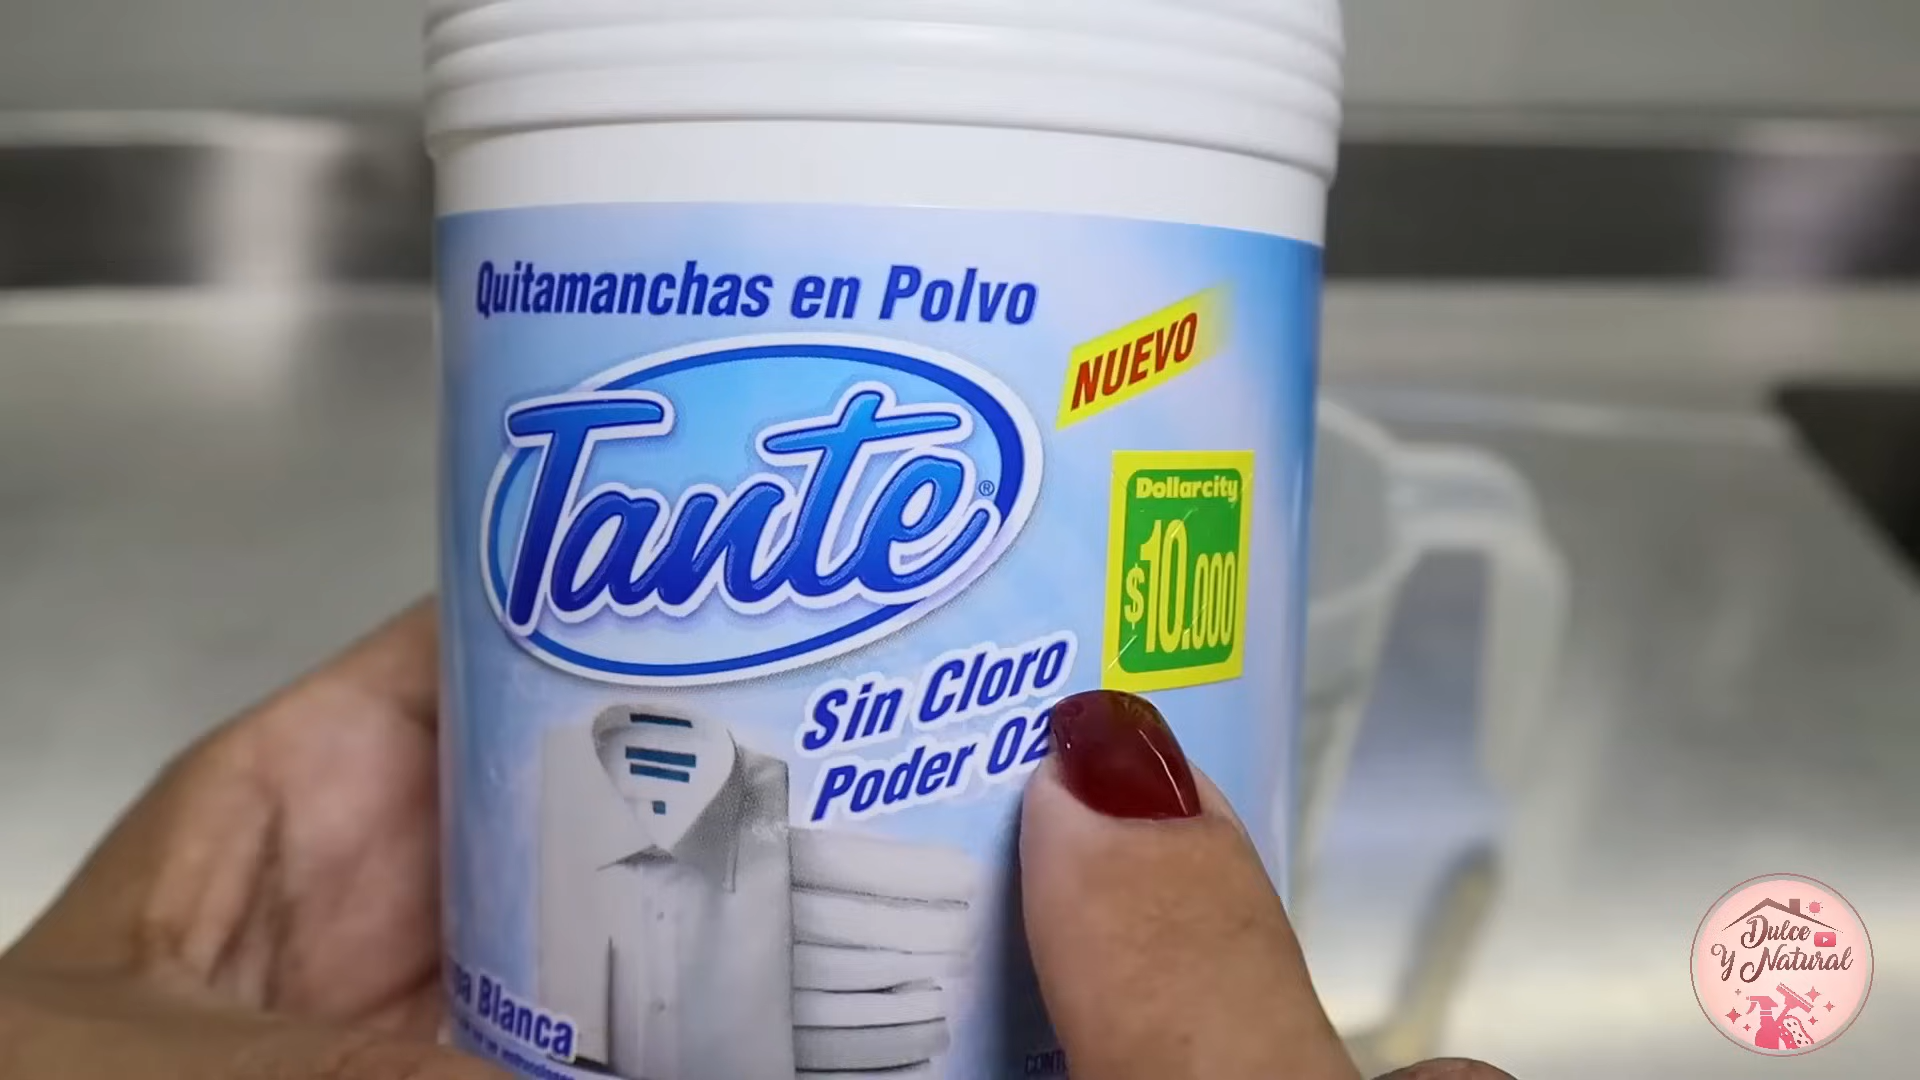 Quitamanchas en Polvo
Tante®
NUEVO
Dollarcity
$10.000
Sin Cloro
Poder O2
Blanca
Dulce
Y Natural